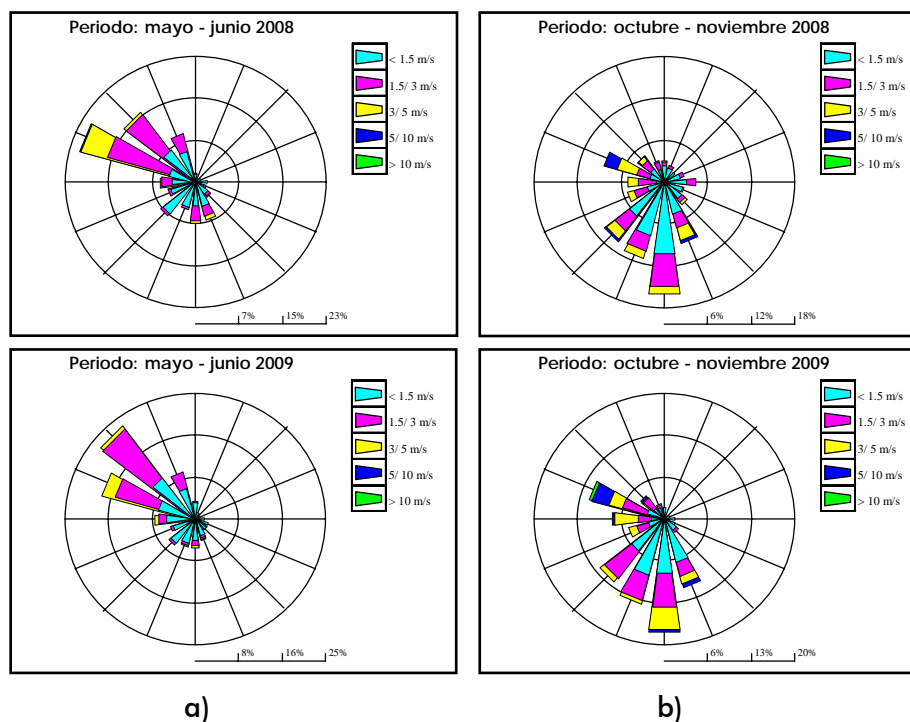 Periodo: mayo - junio 2008
< 1.5 m/s
1.5/ 3 m/s
3/ 5 m/s
5/ 10 m/s
> 10 m/s
7% 15% 23%
Periodo: octubre - noviembre 2008
< 1.5 m/s
1.5/ 3 m/s
3/ 5 m/s
5/ 10 m/s
> 10 m/s
6% 12% 18%
Periodo: mayo - junio 2009
< 1.5 m/s
1.5/ 3 m/s
3/ 5 m/s
5/ 10 m/s
> 10 m/s
8% 16% 25%
Periodo: octubre - noviembre 2009
< 1.5 m/s
1.5/ 3 m/s
3/ 5 m/s
5/ 10 m/s
> 10 m/s
6% 13% 20%
a) b)